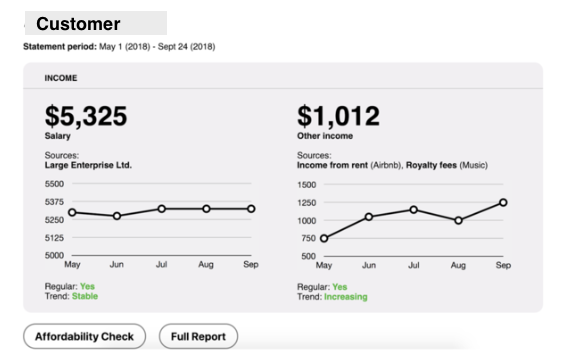 Customer
Statement period: May 1 (2018) - Sept 24 (2018)
INCOME
$5,325
Salary
Sources:
Large Enterprise Ltd.
5500
5375
5250
5125
5000
May Jun Jul Aug Sep
Regular: Yes
Trend: Stable
$1,012
Other income
Sources:
Income from rent (Airbnb), Royalty fees (Music)
1500
1250
1000
750
500
May Jun Jul Aug Sep
Regular: Yes
Trend: Increasing
Affordability Check
Full Report